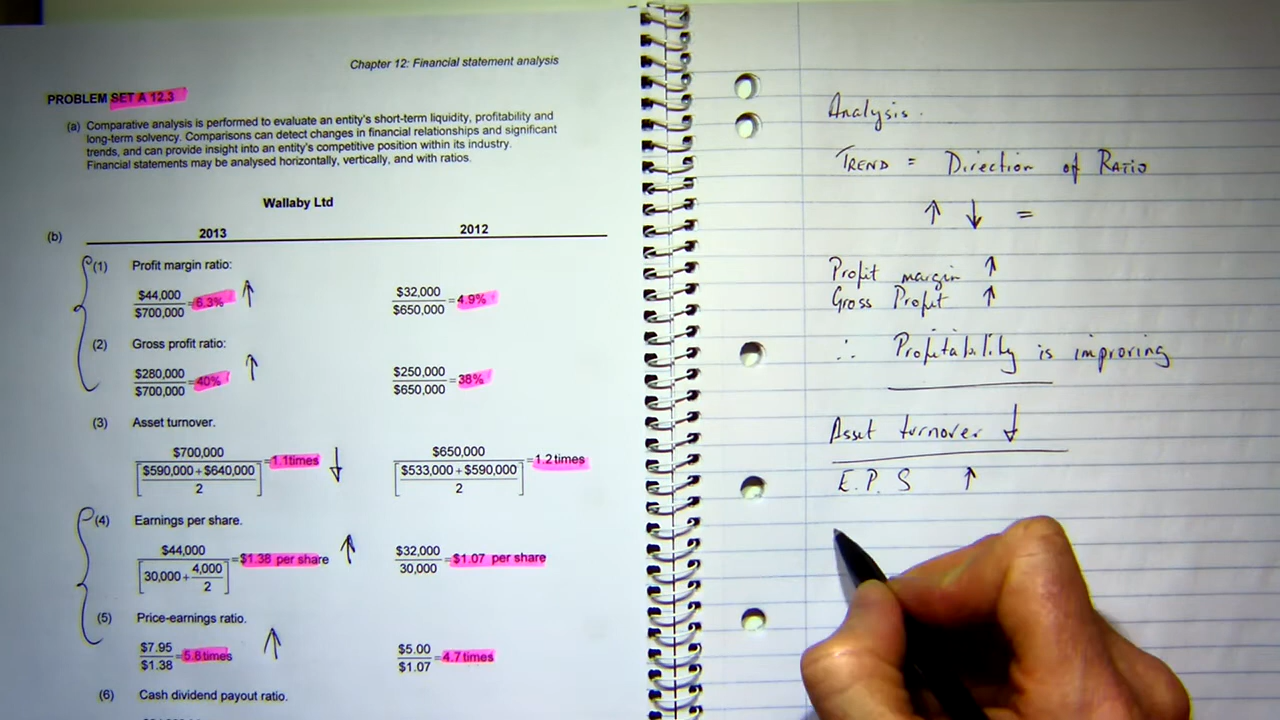 Chapter 12: Financial statement analysis
PROBLEM SET A 12.3
(a) Comparative analysis is performed to evaluate an entity's short-term liquidity, profitability and
long-term solvency. Comparisons can detect changes in financial relationships and significant
trends, and can provide insight into an entity's competitive position within its industry.
Financial statements may be analysed horizontally, vertically, and with ratios.
Wallaby Ltd
(b) 2013 2012
(1) Profit margin ratio:
$44,000 / $700,000 = 6.3% ↑ $32,000 / $650,000 = 4.9%
(2) Gross profit ratio:
$280,000 / $700,000 = 40% ↑ $250,000 / $650,000 = 38%
(3) Asset turnover.
$700,000 / [($590,000 + $640,000) / 2] = 1.1times ↓ $650,000 / [($533,000 + $590,000) / 2] = 1.2times
(4) Earnings per share.
$44,000 / [30,000 + 4,000 / 2] = $1.38 per share ↑ $32,000 / 30,000 = $1.07 per share
(5) Price-earnings ratio.
$7.95 / $1.38 = 5.8times ↑ $5.00 / $1.07 = 4.7times
(6) Cash dividend payout ratio.
Analysis.
TREND = Direction of RATIO
↑ ↓ =
Profit margin ↑
Gross Profit ↑
∴ Profitability is improving
Asset turnover ↓
E.P.S ↑